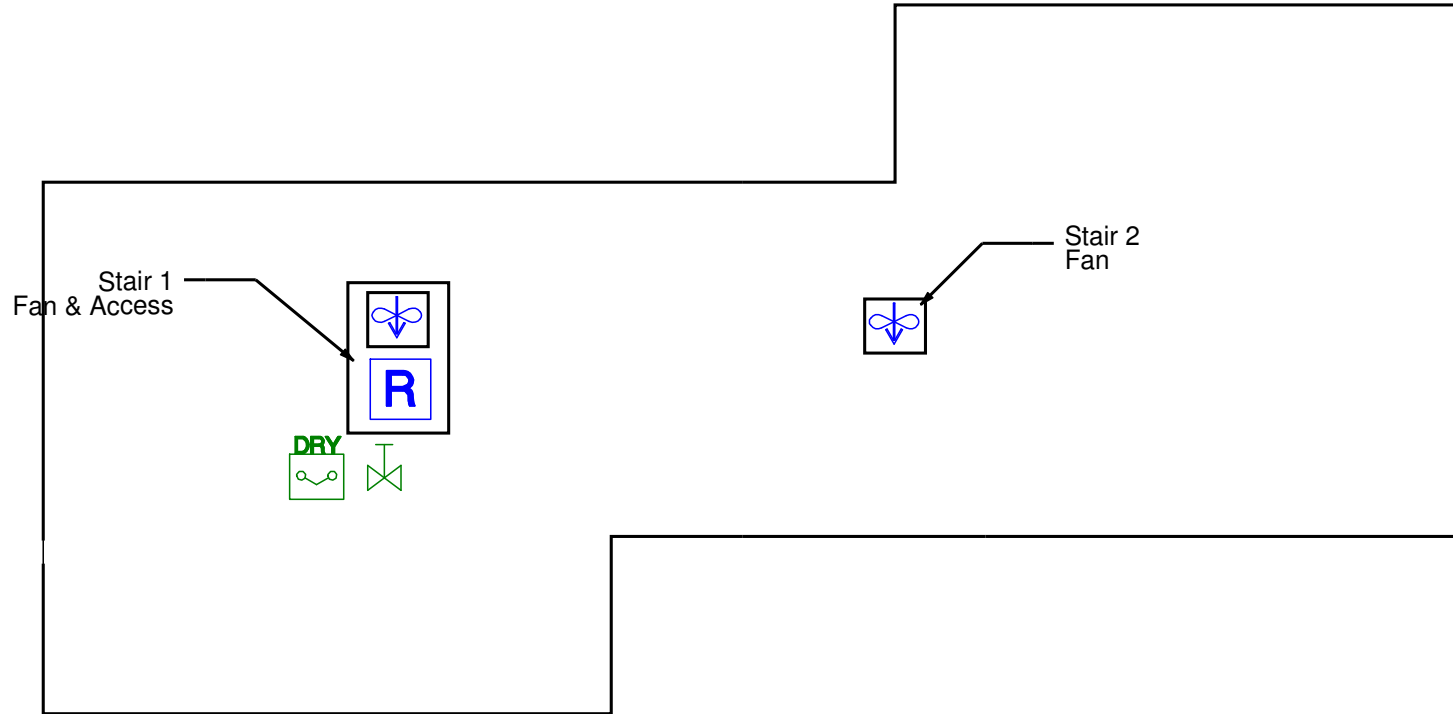 Stair 2
Fan
Stair 1
Fan & Access
R
DRY